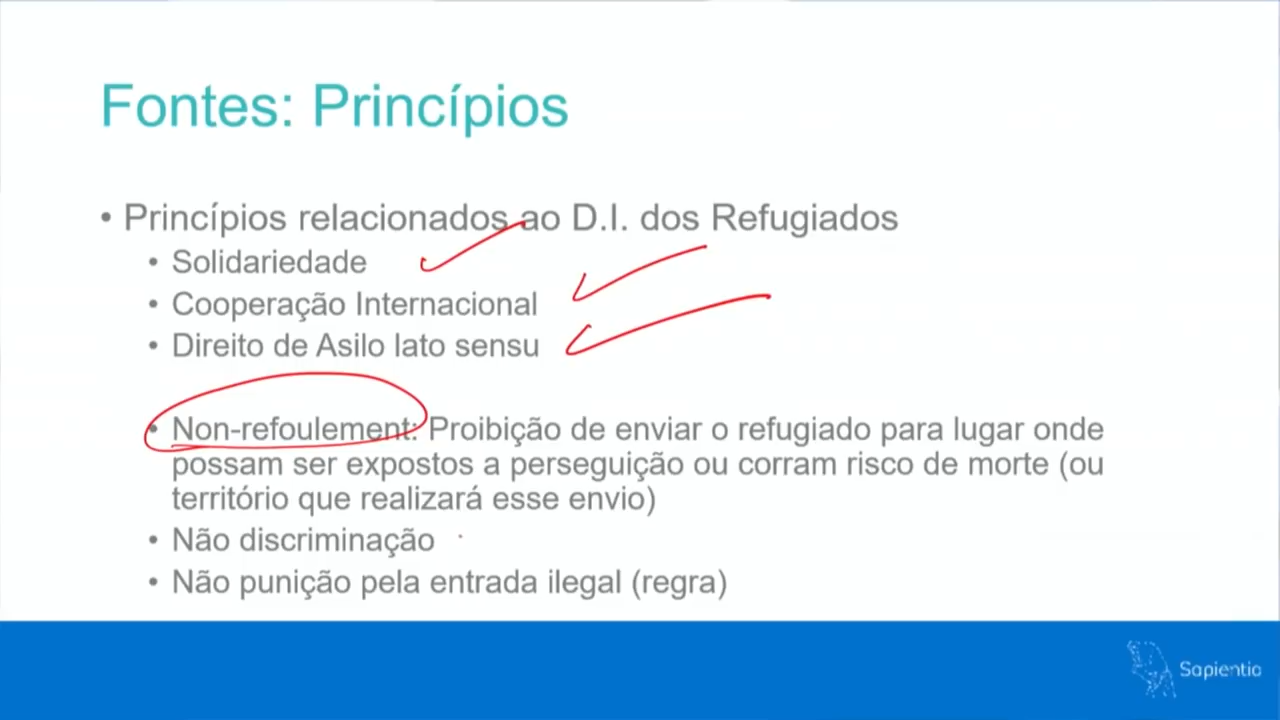 Fontes: Princípios
• Princípios relacionados ao D.I. dos Refugiados
• Solidariedade
• Cooperação Internacional
• Direito de Asilo lato sensu
• Non-refoulement: Proibição de enviar o refugiado para lugar onde
possam ser expostos a perseguição ou corram risco de morte (ou
território que realizará esse envio)
• Não discriminação
• Não punição pela entrada ilegal (regra)
Sapientia